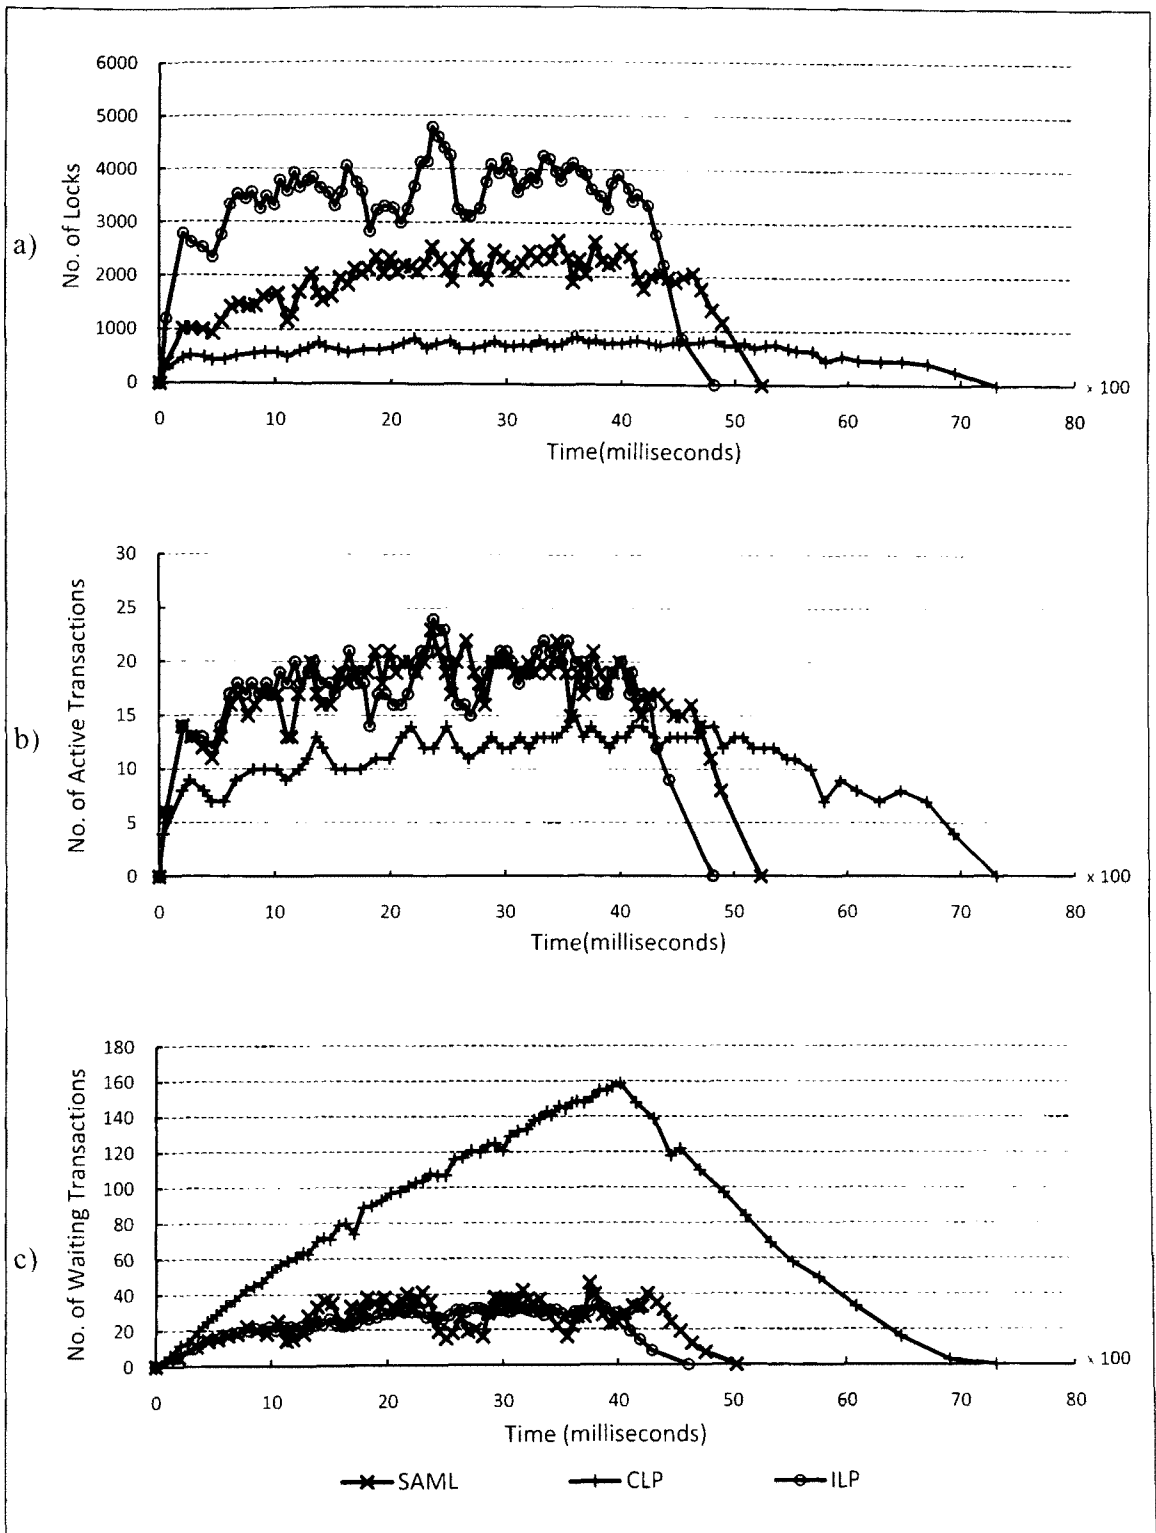 a)
No. of Locks
6000
5000
4000
3000
2000
1000
0
0 10 20 30 40 50 60 70 80
x 100
Time(milliseconds)
b)
No. of Active Transactions
30
25
20
15
10
5
0
0 10 20 30 40 50 60 70 80
x 100
Time(milliseconds)
c)
No. of Waiting Transactions
180
160
140
120
100
80
60
40
20
0
0 10 20 30 40 50 60 70 80
x 100
Time (milliseconds)
SAML CLP ILP